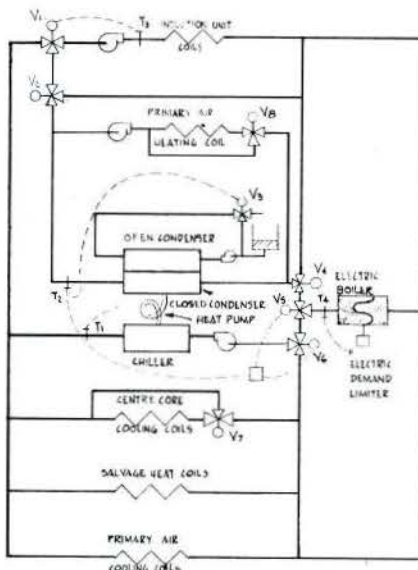 V1
T3
INDUCTION UNIT
COILS
V2
PRIMARY AIR
HEATING COIL
V8
V3
OPEN CONDENSER
T2
CLOSED CONDENSER
HEAT PUMP
T1
CHILLER
V4
V5
V6
ELECTRIC
BOILER
T4
ELECTRIC
DEMAND
LIMITER
CENTRY CORE
COOLING COILS
V7
SALVAGE HEAT COILS
PRIMARY AIR
COOLING COILS